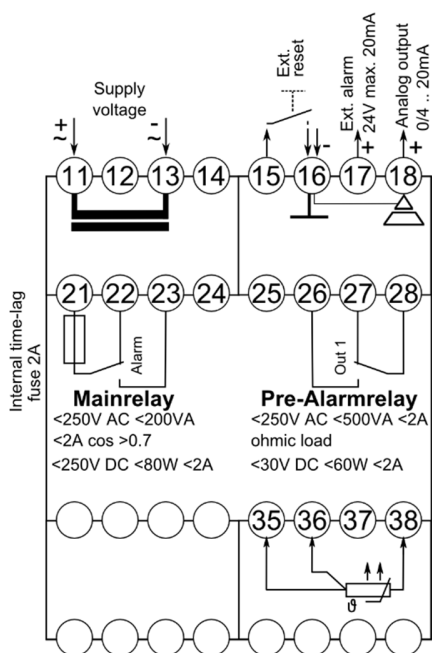 Supply
voltage
Ext.
reset
Ext. alarm
24V max. 20mA
Analog output
0/4 .. 20mA
+
~
-
~
-
+
+
11 12 13 14 15 16 17 18
21 22 23 24 25 26 27 28
Internal time-lag
fuse 2A
Alarm
Out 1
Mainrelay
<250V AC <200VA
<2A cos >0.7
<250V DC <80W <2A
Pre-Alarmrelay
<250V AC <500VA <2A
ohmic load
<30V DC <60W <2A
35 36 37 38
ϑ